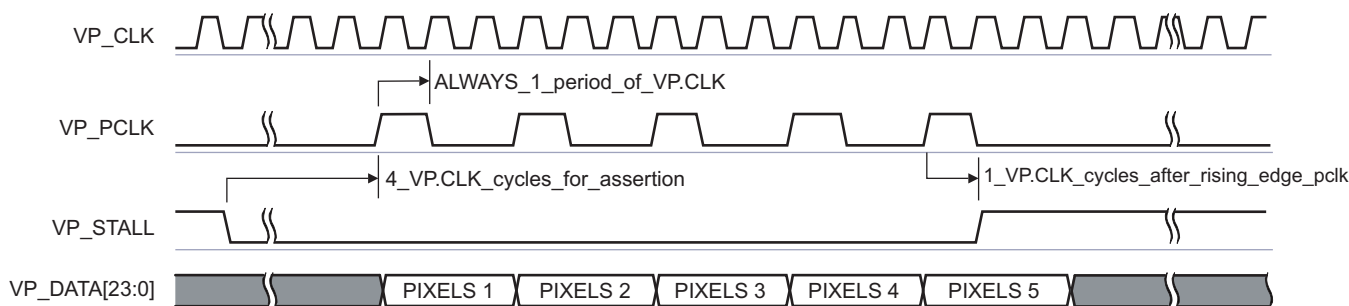 VP_CLK
ALWAYS_1_period_of_VP.CLK
VP_PCLK
4_VP.CLK_cycles_for_assertion
1_VP.CLK_cycles_after_rising_edge_pclk
VP_STALL
VP_DATA[23:0]
PIXELS 1
PIXELS 2
PIXELS 3
PIXELS 4
PIXELS 5